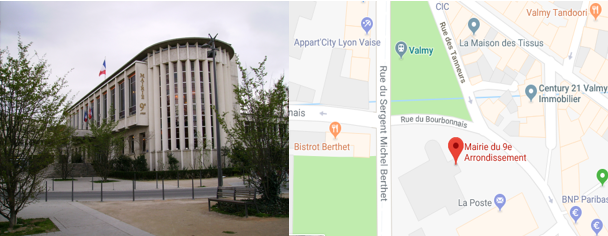 MAIRIE
9e
CIC
Valmy Tandoori
Appart'City Lyon Vaise
Valmy
La Maison des Tissus
Rue des Tanneurs
Century 21 Valmy
Immobilier
nais
Rue du Bourbonnais
Rue du Sergent Michel Berthet
Bistrot Berthet
Mairie du 9e
Arrondissement
La Poste
BNP Paribas